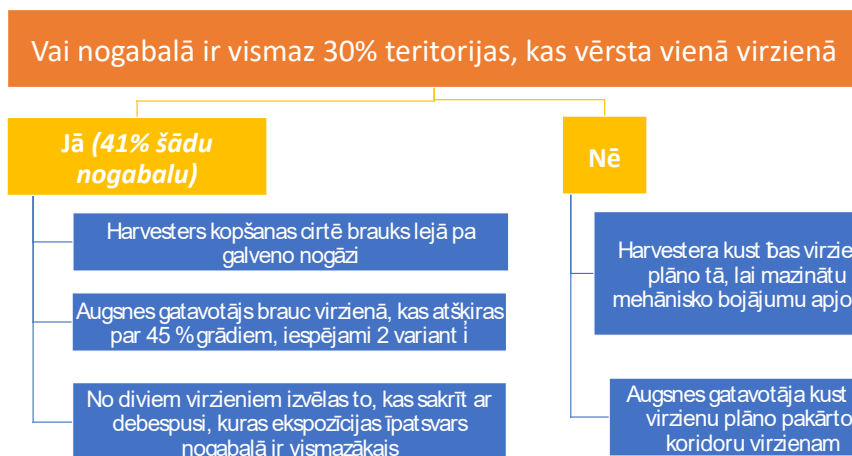 Vai nogabalā ir vismaz 30% teritorijas, kas vērsta vienā virzienā
Jā (41% šādu
nogabalu)
Harvesters kopšanas cirtē brauks lejā pa
galveno nogāzi
Augsnes gatavotājs brauc virzienā, kas atšķiras
par 45 % grādiem, iespējami 2 variant i
No diviem virzieniem izvēlas to, kas sakrīt ar
debespusi, kuras ekspozīcijas īpatsvars
nogabalā ir vismazākais
Nē
Harvestera kust ības
plāno tā, lai mazinātu
mehānisko bojājumu
Augsnes gatavotāja kust
virzienu plāno
koridoru virzienam